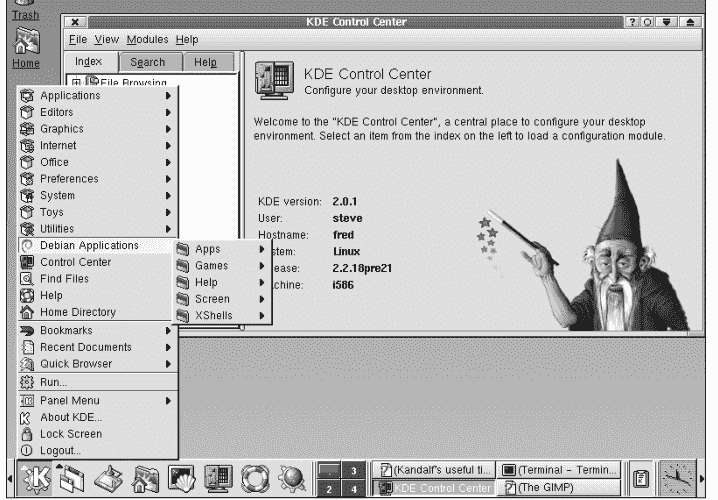 Trash
Home
KDE Control Center
File View Modules Help
Index Search Help
File Browsing
KDE Control Center
Configure your desktop environment.
Welcome to the "KDE Control Center", a central place to configure your desktop
environment. Select an item from the index on the left to load a configuration module.
KDE version: 2.0.1
User: steve
Hostname: fred
stem: Linux
lease: 2.2.18pre21
chine: i586
Applications
Editors
Graphics
Internet
Office
Preferences
System
Toys
Utilities
Debian Applications
Control Center
Find Files
Help
Home Directory
Bookmarks
Recent Documents
Quick Browser
Run...
Panel Menu
About KDE...
Lock Screen
Logout...
Apps
Games
Help
Screen
XShells
3
2 4
(Kandalf's useful ti... (Terminal - Termin...
KDE Control Center (The GIMP)